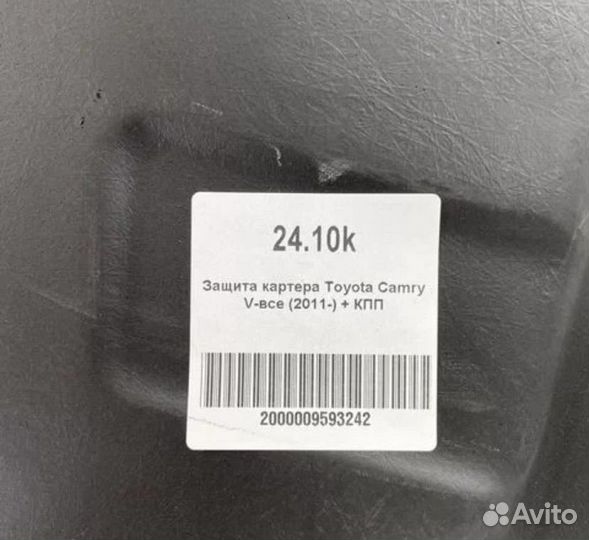 24.10k
Защита картера Toyota Camry
V-все (2011-) + КПП
2000009593242
Avito